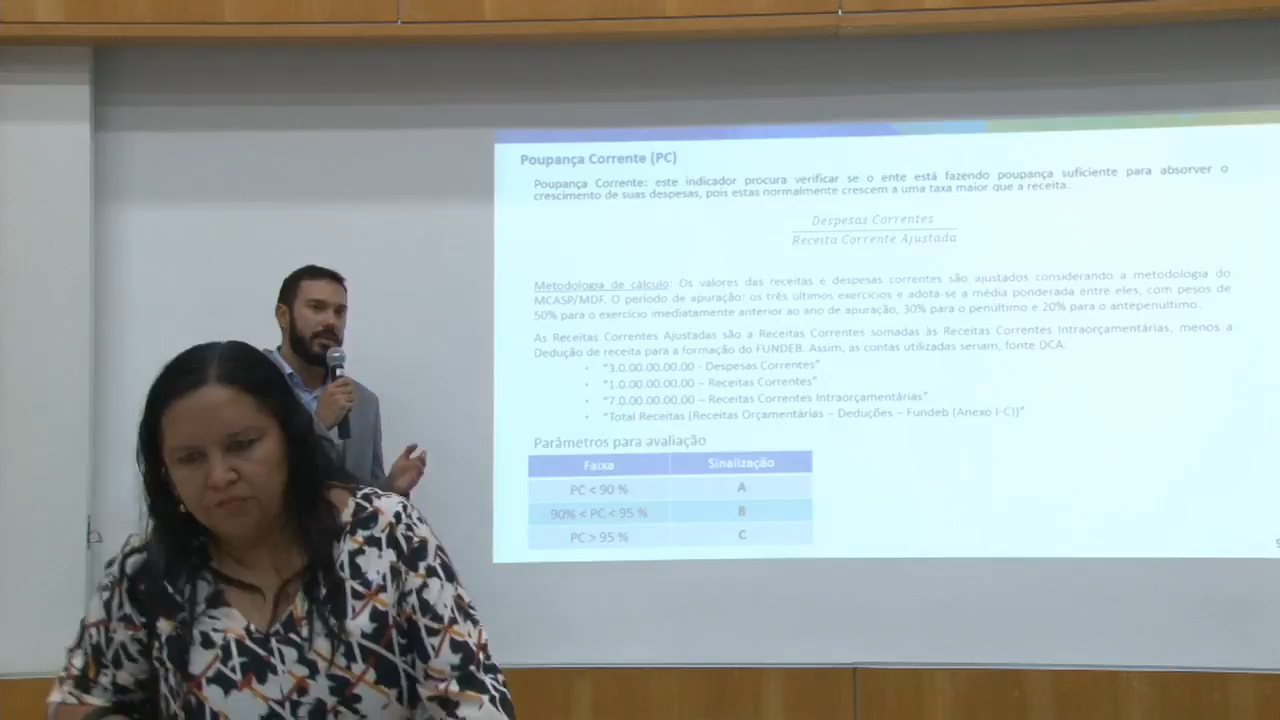 Poupança Corrente (PC)
Poupança Corrente: este indicador procura verificar se o ente está fazendo poupança suficiente para absorver o
crescimento de suas despesas, pois estas normalmente crescem a uma taxa maior que a receita.
Despesas Correntes
Receita Corrente Ajustada
Metodologia de cálculo: Os valores das receitas e despesas correntes são ajustados considerando a metodologia do
MCASP/MDF. O período de apuração: os três últimos exercícios e adota-se a média ponderada entre eles, com pesos de
50% para o exercício imediatamente anterior ao ano de apuração, 30% para o penúltimo e 20% para o antepenúltimo.
As Receitas Correntes Ajustadas são a Receitas Correntes somadas às Receitas Correntes Intraorçamentárias, menos a
Dedução de receita para a formação do FUNDEB. Assim, as contas utilizadas seriam, fonte DCA:
• "3.0.00.00.00.00 - Despesas Correntes"
• "1.0.00.00.00.00 – Receitas Correntes"
• "7.0.00.00.00.00 – Receitas Correntes Intraorçamentárias"
• "Total Receitas (Receitas Orçamentárias – Deduções – Fundeb (Anexo I-C))"
Parâmetros para avaliação
Faixa Sinalização
PC < 90 % A
90% < PC < 95 % B
PC > 95 % C